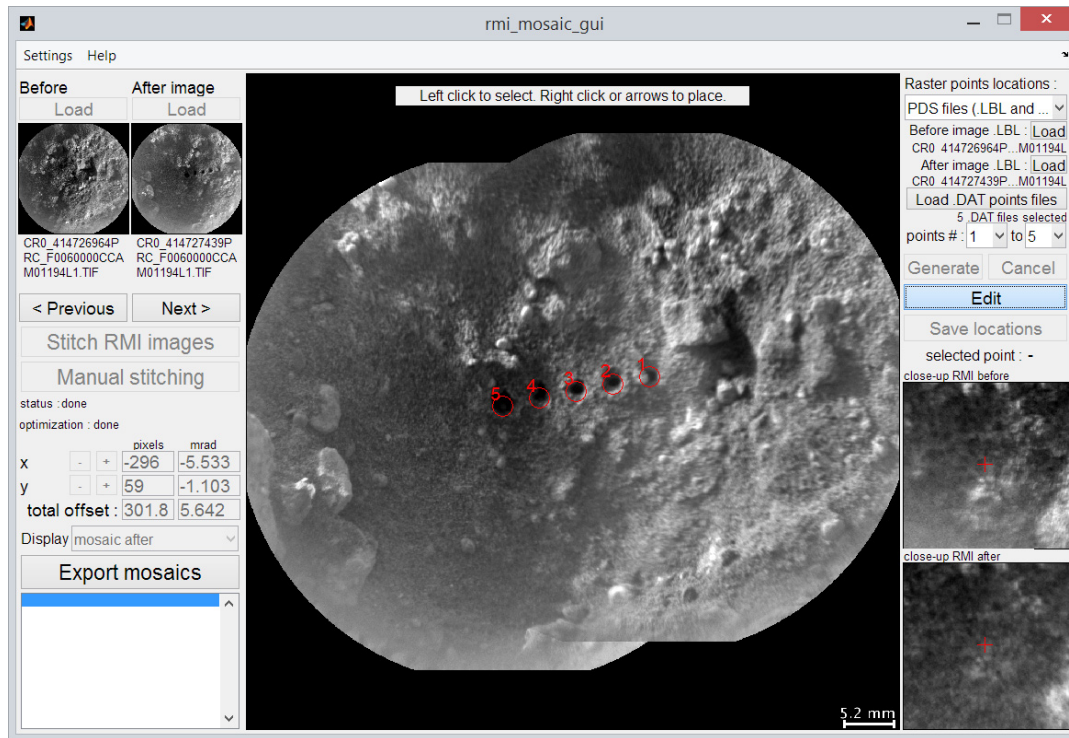 rmi_mosaic_gui
Settings Help
Before After image
Load Load
CR0_414726964P
RC_F0060000CCA
M01194L1.TIF
CR0_414727439P
RC_F0060000CCA
M01194L1.TIF
< Previous Next >
Stitch RMI images
Manual stitching
status :done
optimization : done
pixels mrad
x - + -296 -5.533
y - + 59 -1.103
total offset : 301.8 5.642
Display mosaic after
Export mosaics
Left click to select. Right click or arrows to place.
5 4 3 2 1
5.2 mm
Raster points locations :
PDS files (.LBL and ...
Before image .LBL : Load
CR0_414726964P...M01194L
After image .LBL : Load
CR0_414727439P...M01194L
Load .DAT points files
5 .DAT files selected
points # : 1 to 5
Generate Cancel
Edit
Save locations
selected point : -
close-up RMI before
close-up RMI after